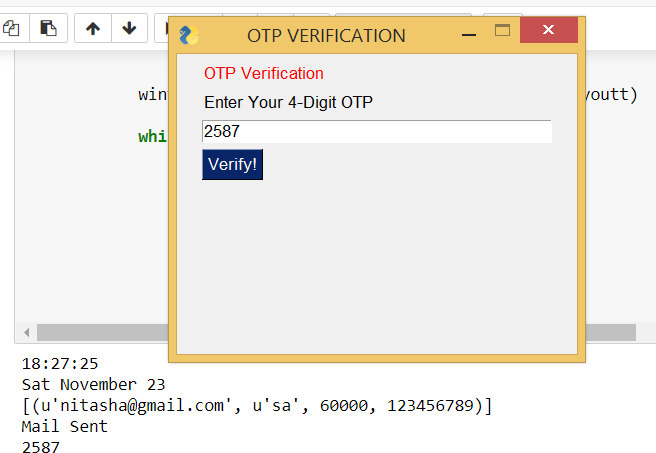 OTP VERIFICATION
OTP Verification
Enter Your 4-Digit OTP
2587
Verify!
win youtt)
whi
18:27:25
Sat November 23
[(u'nitasha@gmail.com', u'sa', 60000, 123456789)]
Mail Sent
2587